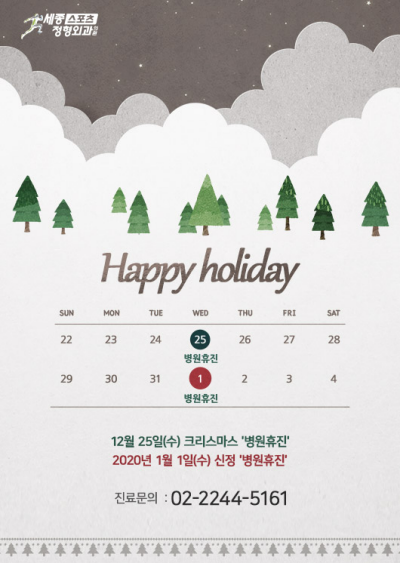 세종스포츠
정형외과
Happy holiday
SUN MON TUE WED THU FRI SAT
22 23 24 25 26 27 28
병원휴진
29 30 31 1 2 3 4
병원휴진
12월 25일(수) 크리스마스 '병원휴진'
2020년 1월 1일(수) 신정 '병원휴진'
진료문의 : 02-2244-5161